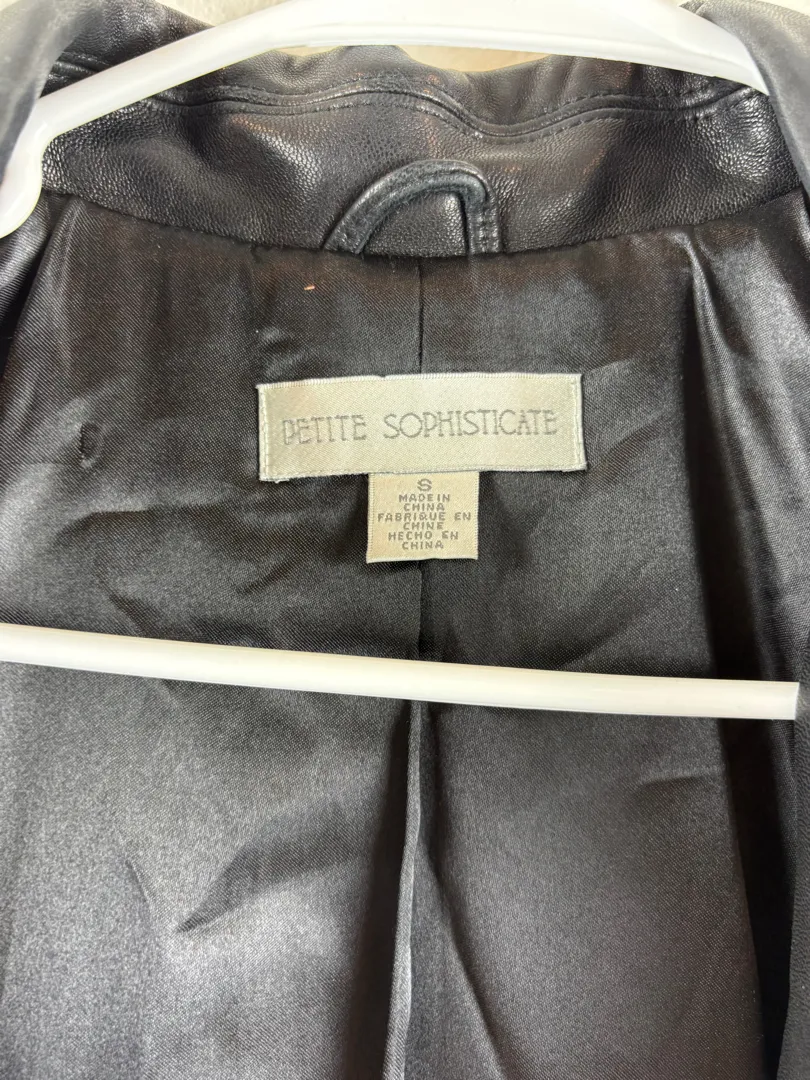 PETITE SOPHISTICATE
S
MADE IN
CHINA
FABRIQUE EN
CHINE
HECHO EN
CHINA